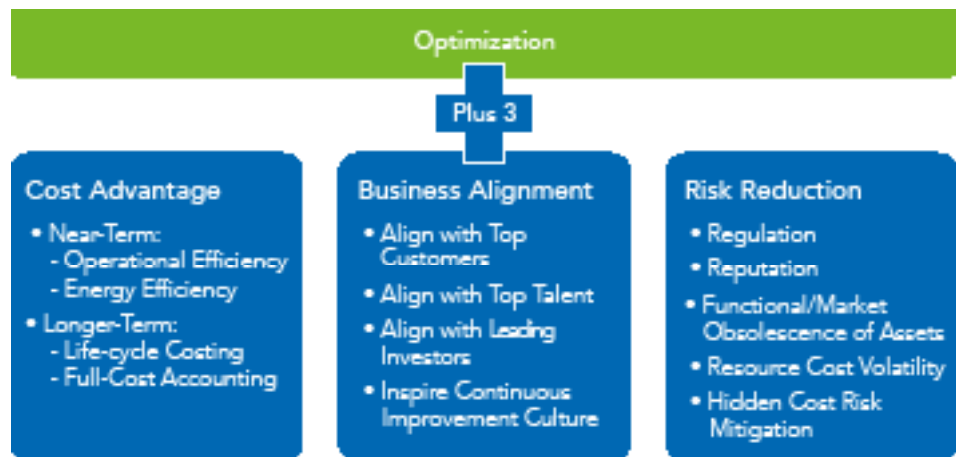 Optimization
Plus 3
Cost Advantage
• Near-Term:
- Operational Efficiency
- Energy Efficiency
• Longer-Term:
- Life-cycle Costing
- Full-Cost Accounting
Business Alignment
• Align with Top
Customers
• Align with Top Talent
• Align with Leading
Investors
• Inspire Continuous
Improvement Culture
Risk Reduction
• Regulation
• Reputation
• Functional/Market
Obsolescence of Assets
• Resource Cost Volatility
• Hidden Cost Risk
Mitigation